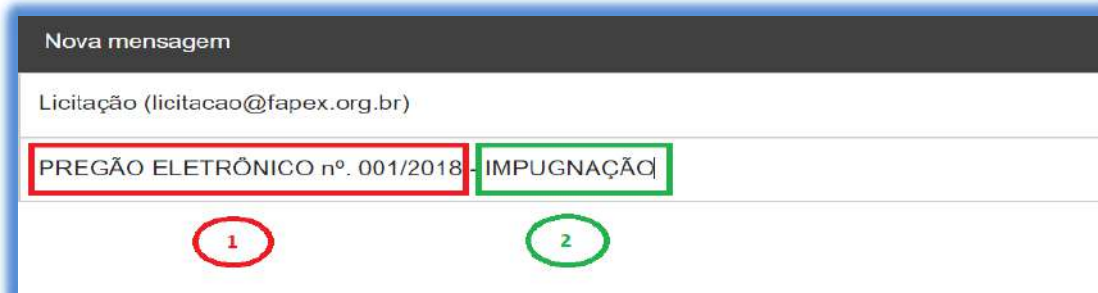 Nova mensagem
Licitação (licitacao@fapex.org.br)
PREGÃO ELETRÔNICO nº. 001/2018 - IMPUGNAÇÃO
1 2